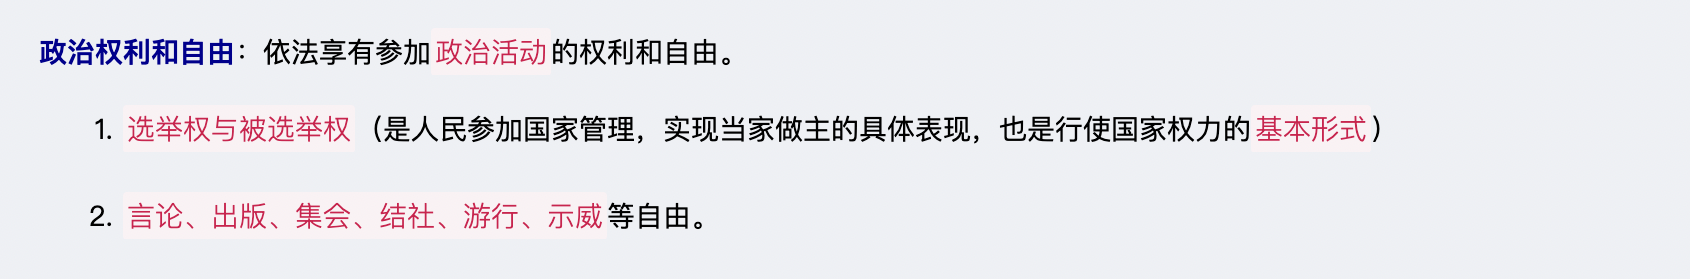 政治权利和自由：依法享有参加政治活动的权利和自由。
1. 选举权与被选举权（是人民参加国家管理，实现当家做主的具体表现，也是行使国家权力的基本形式）
2. 言论、出版、集会、结社、游行、示威等自由。